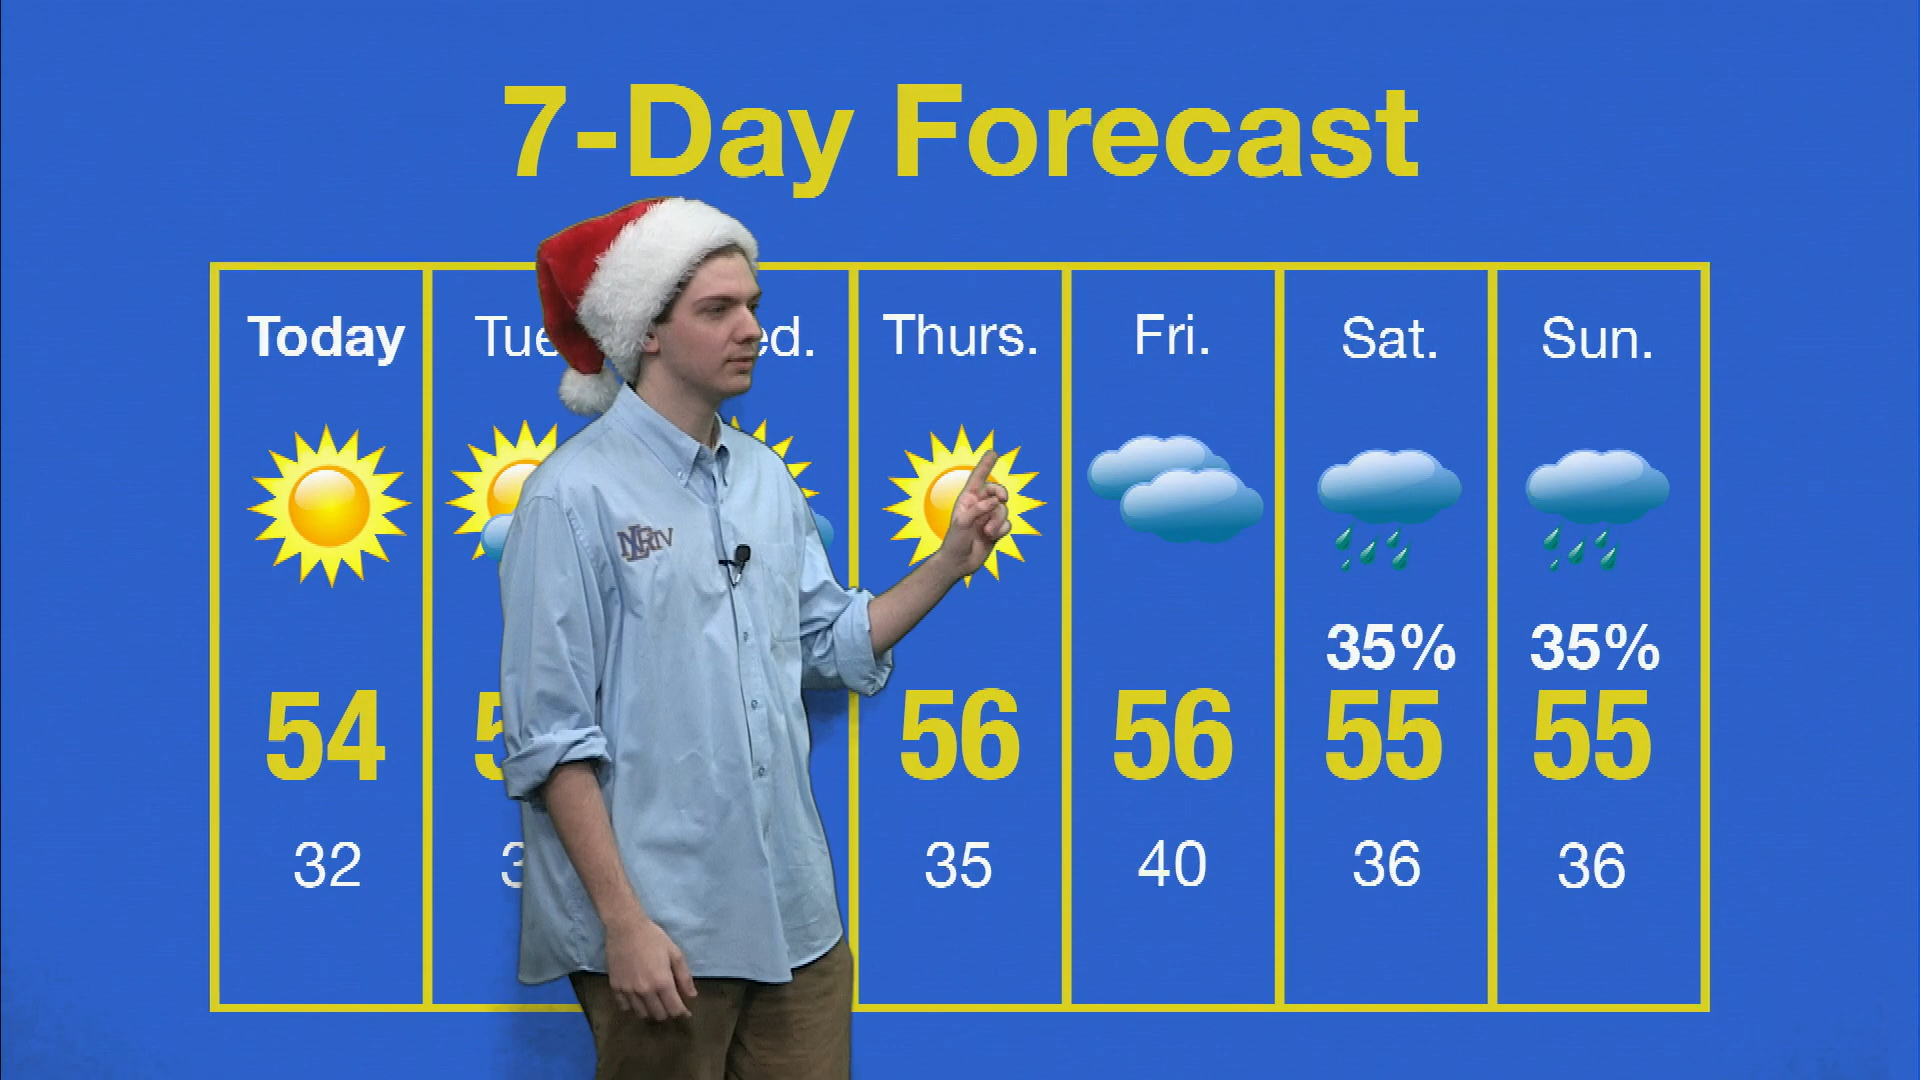 7-Day Forecast
Today Thurs. Fri. Sat. Sun.
35% 35%
54 56 56 55 55
32 35 40 36 36